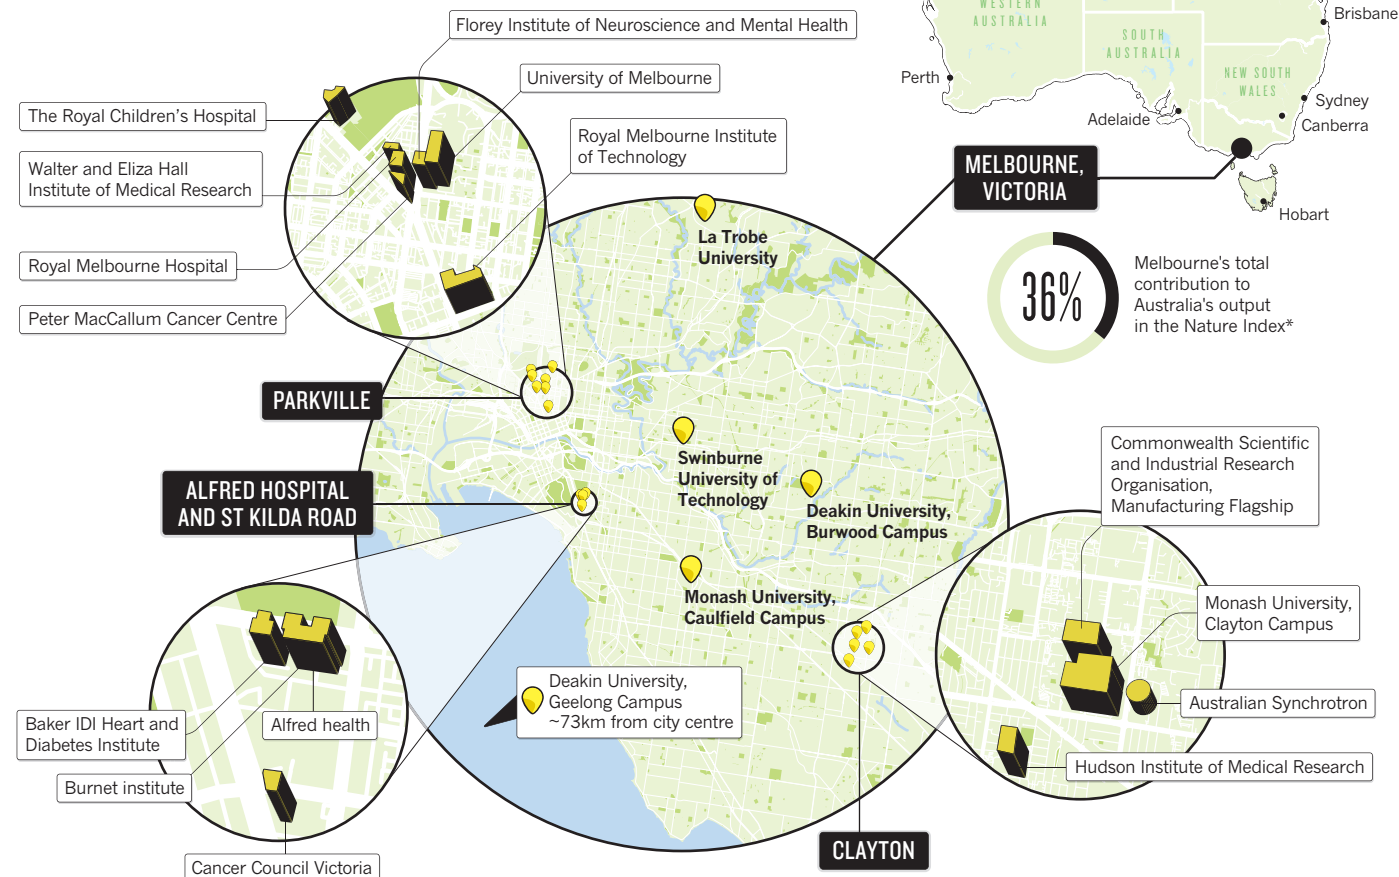 Florey Institute of Neuroscience and Mental Health
University of Melbourne
The Royal Children's Hospital
Royal Melbourne Institute
of Technology
Walter and Eliza Hall
Institute of Medical Research
Royal Melbourne Hospital
Peter MacCallum Cancer Centre
WESTERN
AUSTRALIA
SOUTH
AUSTRALIA
NEW SOUTH
WALES
Brisbane
Perth
Sydney
Adelaide
Canberra
Hobart
MELBOURNE,
VICTORIA
36%
Melbourne's total
contribution to
Australia's output
in the Nature Index*
La Trobe
University
PARKVILLE
Swinburne
University of
Technology
ALFRED HOSPITAL
AND ST KILDA ROAD
Deakin University,
Burwood Campus
Monash University,
Caulfield Campus
Commonwealth Scientific
and Industrial Research
Organisation,
Manufacturing Flagship
Monash University,
Clayton Campus
Australian Synchrotron
Hudson Institute of Medical Research
Deakin University,
Geelong Campus
~73km from city centre
Baker IDI Heart and
Diabetes Institute
Alfred health
Burnet institute
Cancer Council Victoria
CLAYTON